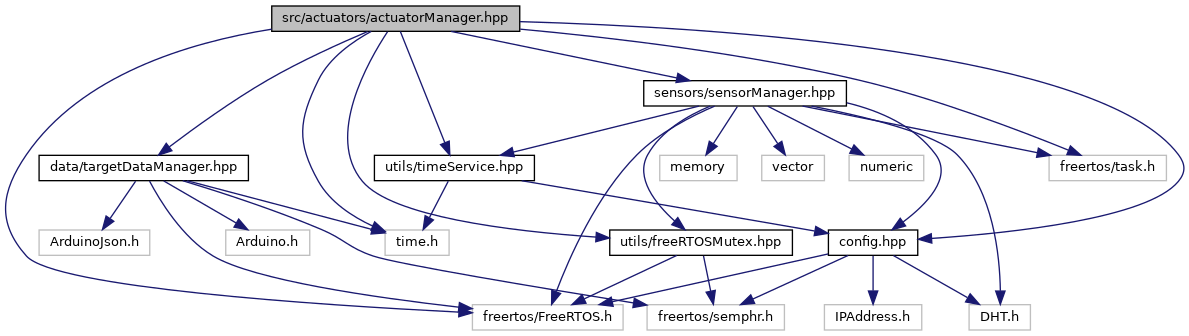 src/actuators/actuatorManager.hpp
sensors/sensorManager.hpp
data/targetDataManager.hpp
utils/timeService.hpp
memory
vector
numeric
freertos/task.h
ArduinoJson.h
Arduino.h
time.h
utils/freeRTOSMutex.hpp
config.hpp
freertos/FreeRTOS.h
freertos/semphr.h
IPAddress.h
DHT.h